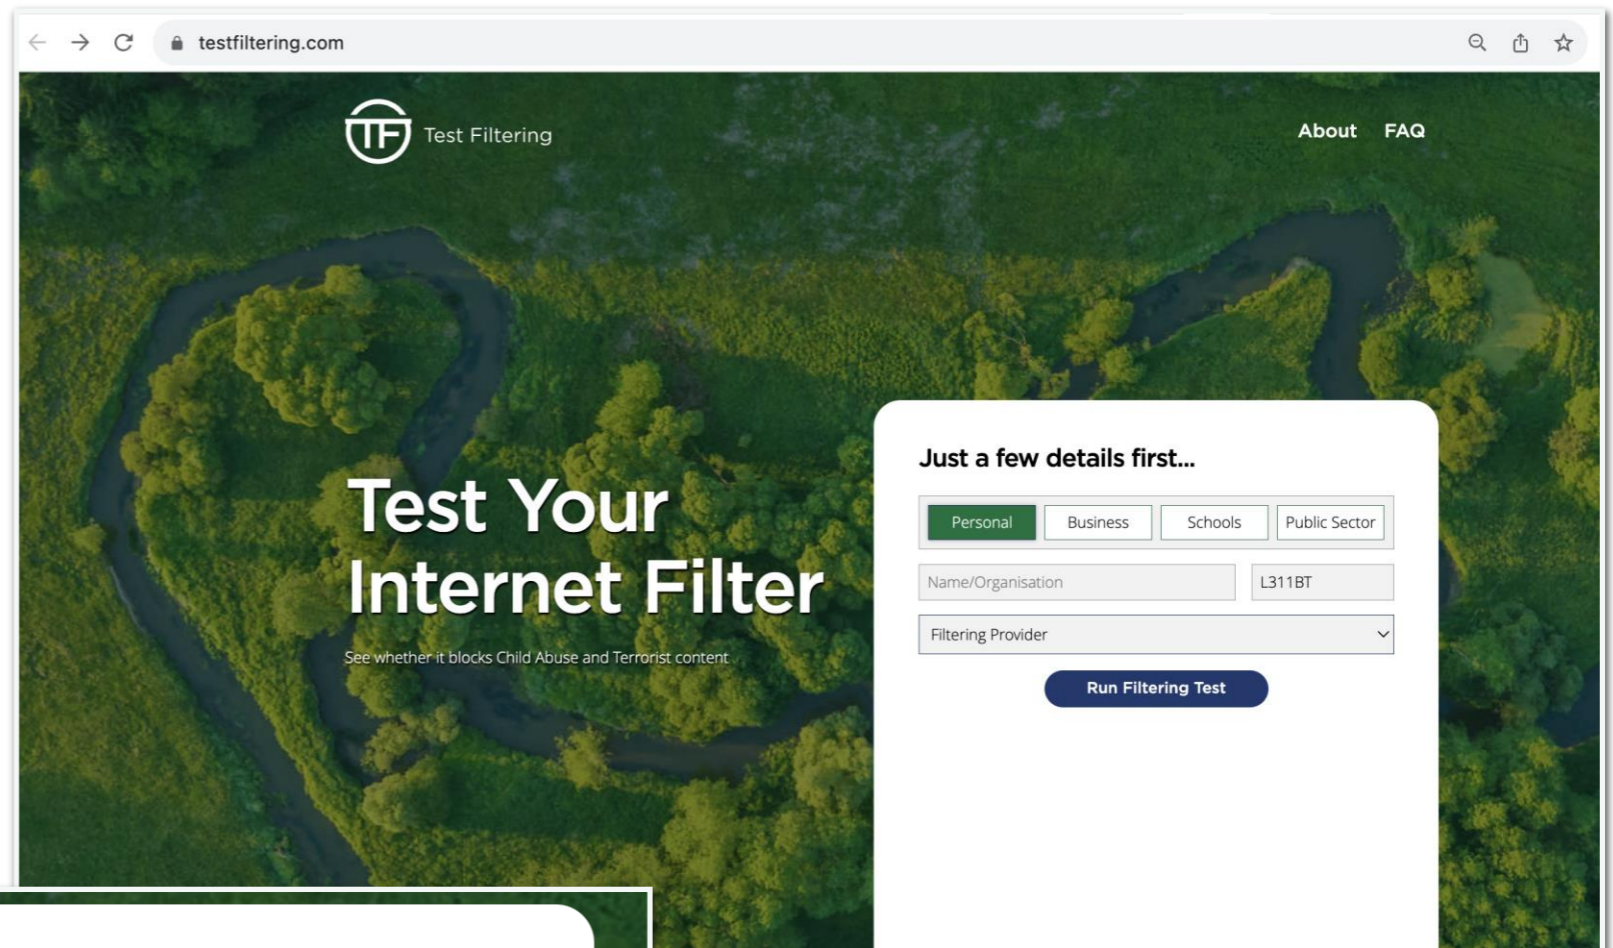 testfiltering.com
TF Test Filtering
About FAQ
Just a few details first...
Personal Business Schools Public Sector
Name/Organisation L311BT
Filtering Provider
Run Filtering Test
Test Your
Internet Filter
See whether it blocks Child Abuse and Terrorist content